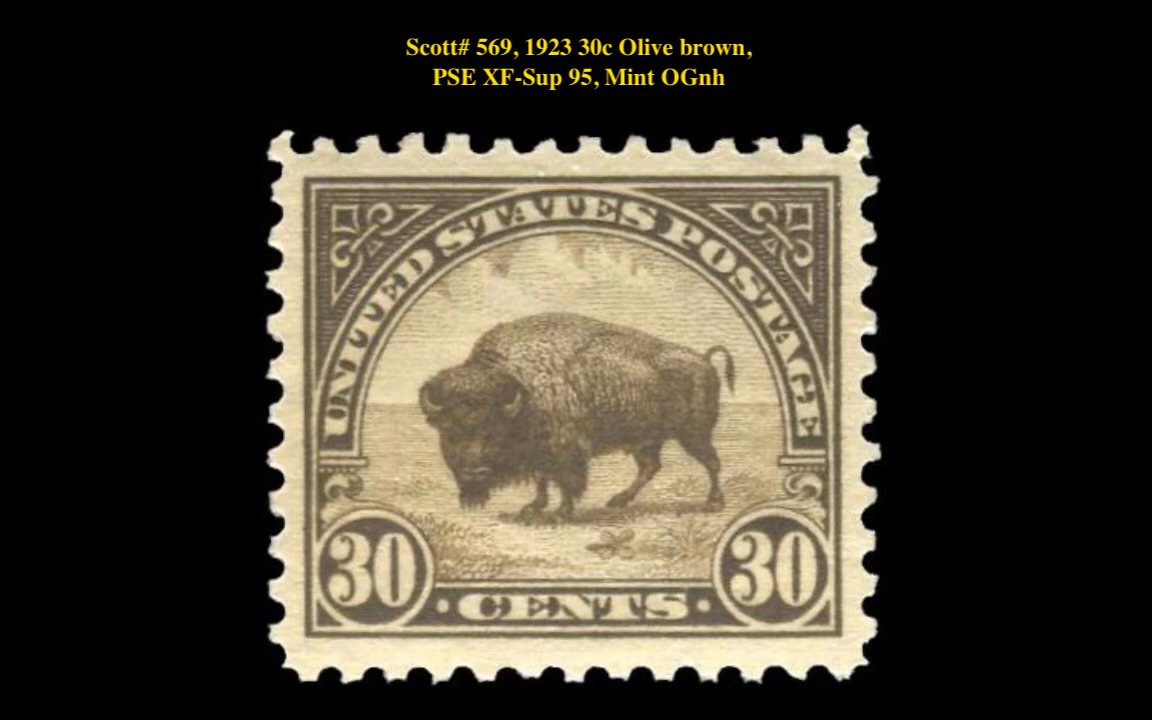 Scott# 569, 1923 30c Olive brown,
PSE XF-Sup 95, Mint OGnh
UNITED STATES POSTAGE
30 · CENTS · 30